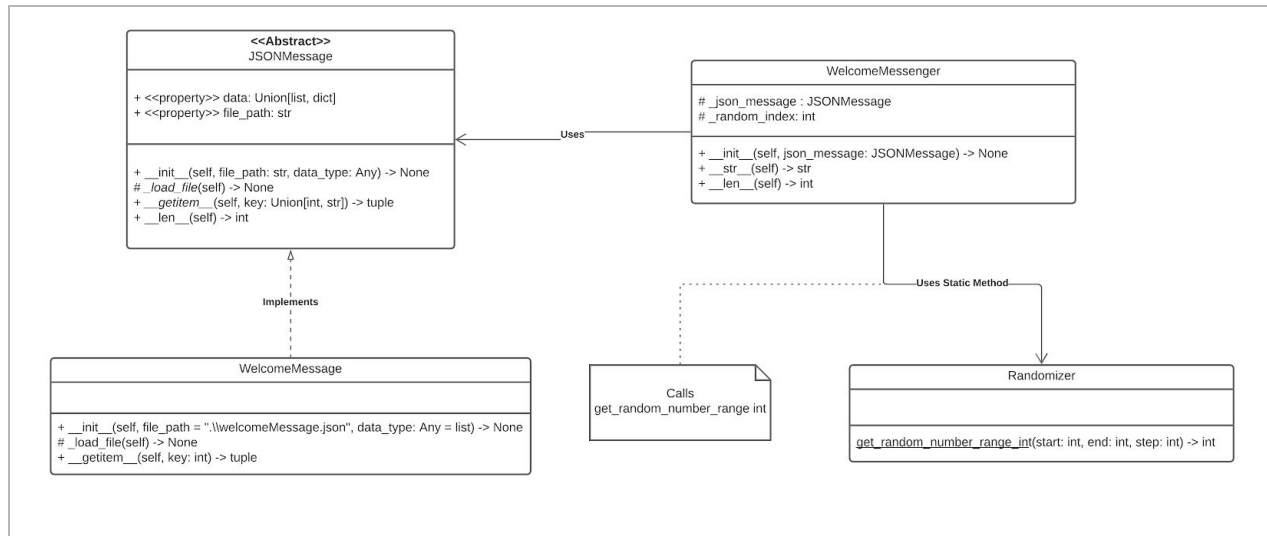 <<Abstract>>
JSONMessage
+ <<property>> data: Union[list, dict]
+ <<property>> file_path: str
+ __init__(self, file_path: str, data_type: Any) -> None
# _load_file(self) -> None
+ __getitem__(self, key: Union[int, str]) -> tuple
+ __len__(self) -> int
Uses
WelcomeMessenger
# _json_message : JSONMessage
# _random_index: int
+ __init__(self, json_message: JSONMessage) -> None
+ __str__(self) -> str
+ __len__(self) -> int
Implements
Uses Static Method
WelcomeMessage
+ __init__(self, file_path = ".\\welcomeMessage.json", data_type: Any = list) -> None
# _load_file(self) -> None
+ __getitem__(self, key: int) -> tuple
Calls
get_random_number_range int
Randomizer
get_random_number_range_int(start: int, end: int, step: int) -> int